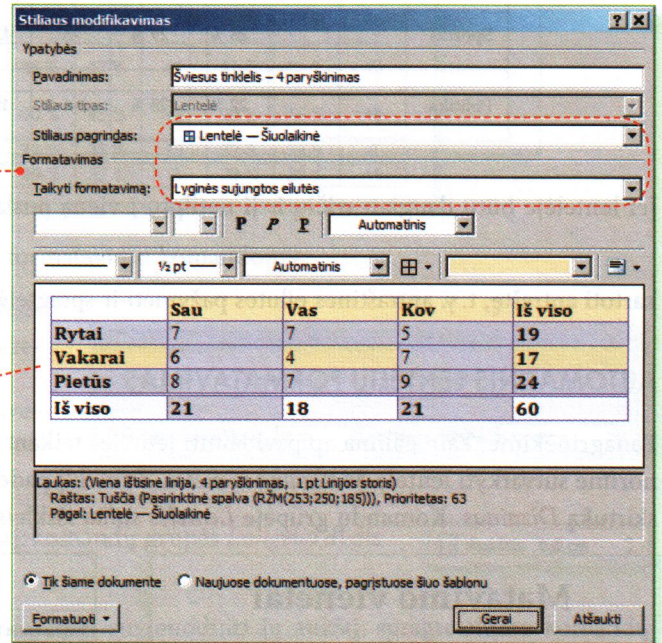 Stiliaus modifikavimas
Ypatybės
Pavadinimas: Šviesus tinklelis – 4 paryškinimas
Stiliaus tipas: Lentelė
Stiliaus pagrindas: Lentelė — Šiuolaikinė
Formatavimas
Taikyti formatavimą: Lyginės sujungtos eilutės
P P P Automatinis
½ pt Automatinis
Sau Vas Kov Iš viso
Rytai 7 7 5 19
Vakarai 6 4 7 17
Pietūs 8 7 9 24
Iš viso 21 18 21 60
Laukas: (Viena ištisinė linija, 4 paryškinimas, 1 pt Linijos storis)
Raštas: Tuščia (Pasirinktinė spalva (RŽM(253;250;185))), Prioritetas: 63
Pagal: Lentelė — Šiuolaikinė
Tik šiame dokumente Naujuose dokumentuose, pagrįstuose šiuo šablonu
Formatuoti Gerai Atšaukti